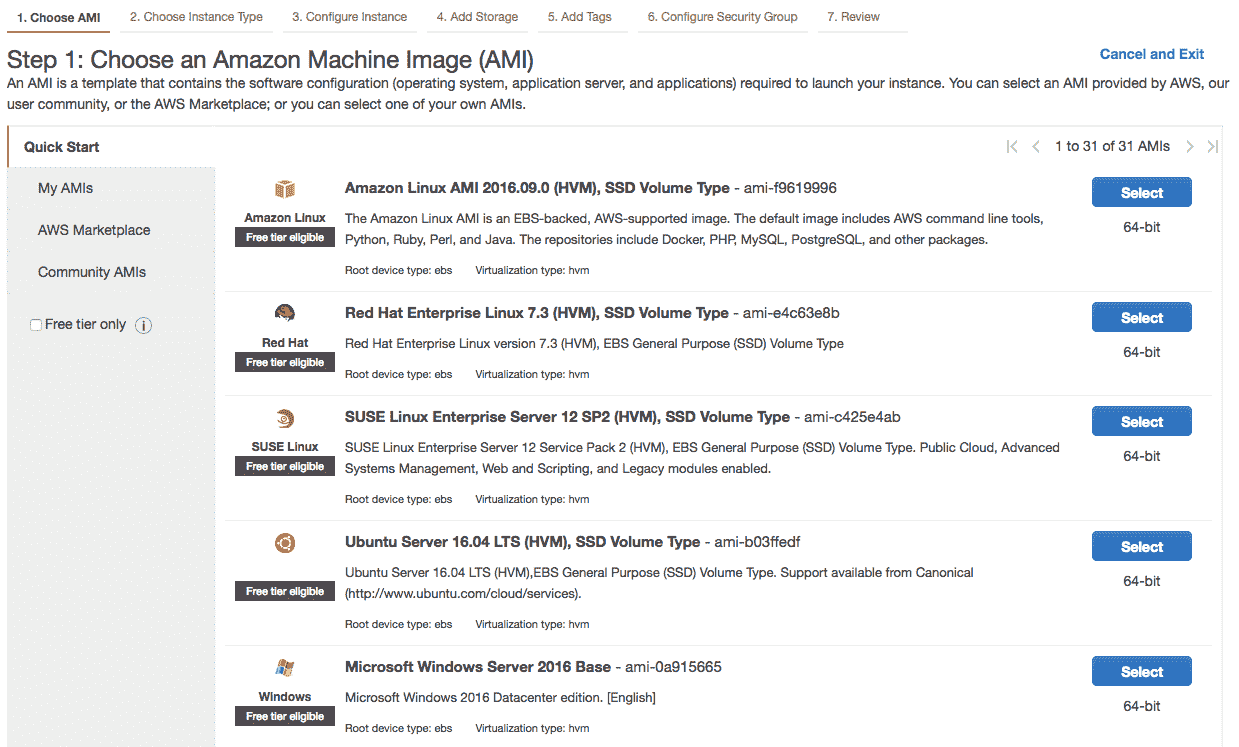 1. Choose AMI 2. Choose Instance Type 3. Configure Instance 4. Add Storage 5. Add Tags 6. Configure Security Group 7. Review
Step 1: Choose an Amazon Machine Image (AMI)
Cancel and Exit
An AMI is a template that contains the software configuration (operating system, application server, and applications) required to launch your instance. You can select an AMI provided by AWS, our
user community, or the AWS Marketplace; or you can select one of your own AMIs.
Quick Start
1 to 31 of 31 AMIs
My AMIs
AWS Marketplace
Community AMIs
Free tier only
Amazon Linux
Free tier eligible
Amazon Linux AMI 2016.09.0 (HVM), SSD Volume Type - ami-f9619996
The Amazon Linux AMI is an EBS-backed, AWS-supported image. The default image includes AWS command line tools,
Python, Ruby, Perl, and Java. The repositories include Docker, PHP, MySQL, PostgreSQL, and other packages.
Root device type: ebs Virtualization type: hvm
Select
64-bit
Red Hat
Free tier eligible
Red Hat Enterprise Linux 7.3 (HVM), SSD Volume Type - ami-e4c63e8b
Red Hat Enterprise Linux version 7.3 (HVM), EBS General Purpose (SSD) Volume Type
Root device type: ebs Virtualization type: hvm
Select
64-bit
SUSE Linux
Free tier eligible
SUSE Linux Enterprise Server 12 SP2 (HVM), SSD Volume Type - ami-c425e4ab
SUSE Linux Enterprise Server 12 Service Pack 2 (HVM), EBS General Purpose (SSD) Volume Type. Public Cloud, Advanced
Systems Management, Web and Scripting, and Legacy modules enabled.
Root device type: ebs Virtualization type: hvm
Select
64-bit
Free tier eligible
Ubuntu Server 16.04 LTS (HVM), SSD Volume Type - ami-b03ffedf
Ubuntu Server 16.04 LTS (HVM),EBS General Purpose (SSD) Volume Type. Support available from Canonical
(http://www.ubuntu.com/cloud/services).
Root device type: ebs Virtualization type: hvm
Select
64-bit
Windows
Free tier eligible
Microsoft Windows Server 2016 Base - ami-0a915665
Microsoft Windows 2016 Datacenter edition. [English]
Root device type: ebs Virtualization type: hvm
Select
64-bit